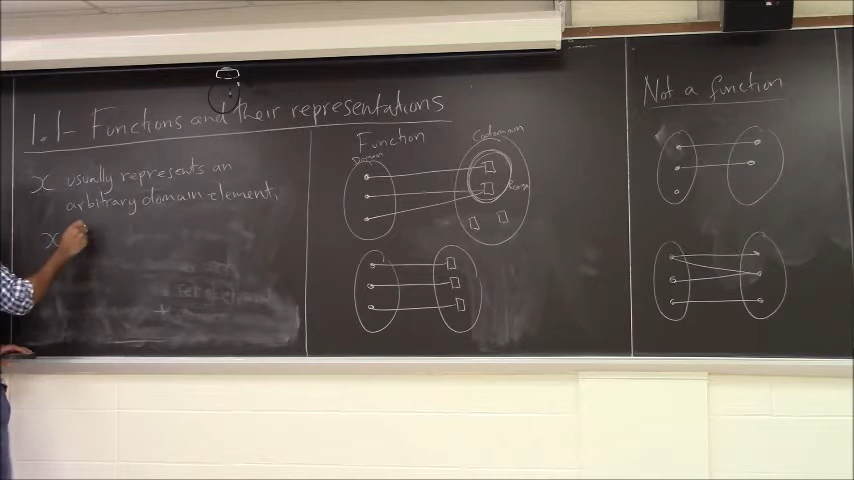 1.1- Functions and their representations
x usually represents an
arbitrary domain element.
x
Function
Domain
Codomain
Range
Not a function